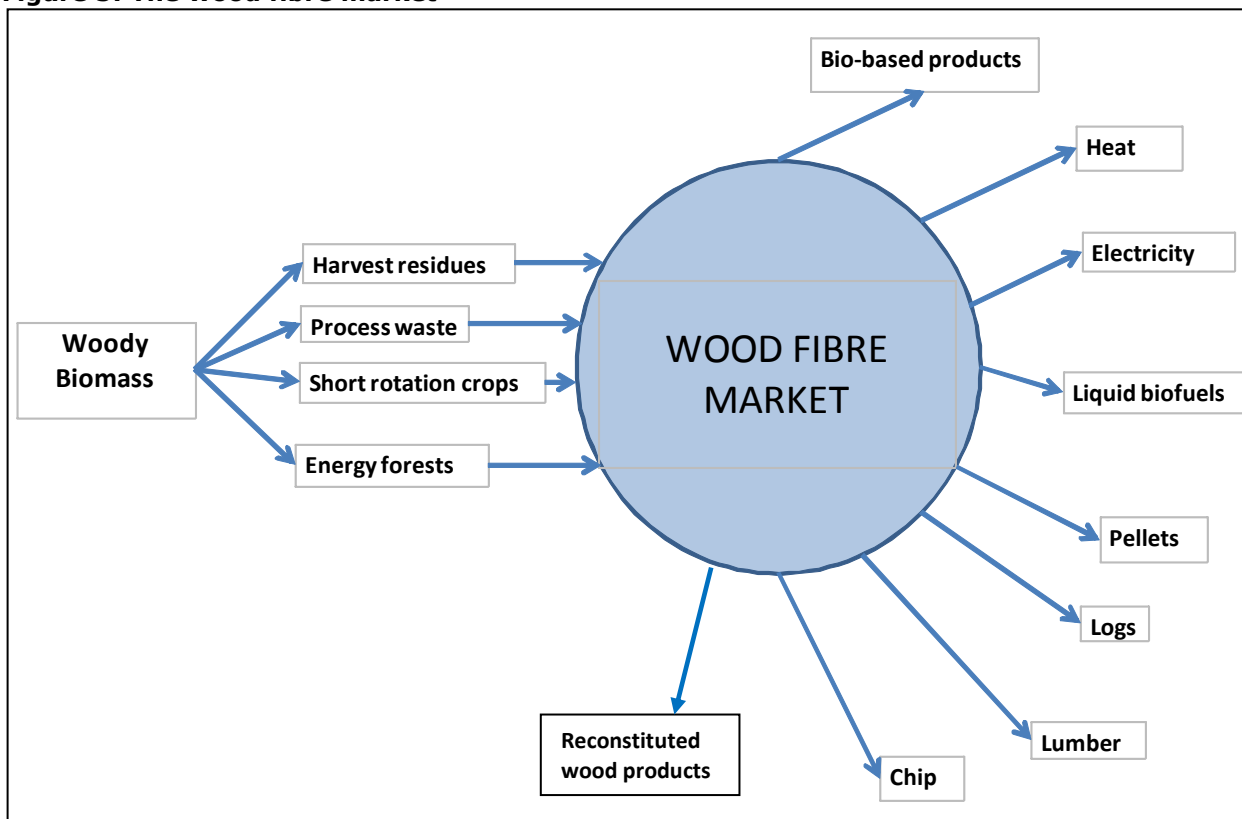 Bio-based products
Heat
Harvest residues
Electricity
Process waste
Woody
Biomass
WOOD FIBRE
MARKET
Short rotation crops
Liquid biofuels
Energy forests
Pellets
Logs
Reconstituted
wood products
Lumber
Chip